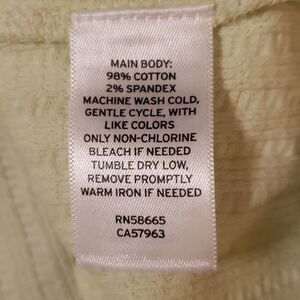 MAIN BODY:
98% COTTON
2% SPANDEX
MACHINE WASH COLD,
GENTLE CYCLE, WITH
LIKE COLORS
ONLY NON-CHLORINE
BLEACH IF NEEDED
TUMBLE DRY LOW,
REMOVE PROMPTLY
WARM IRON IF NEEDED
RN58665
CA57963